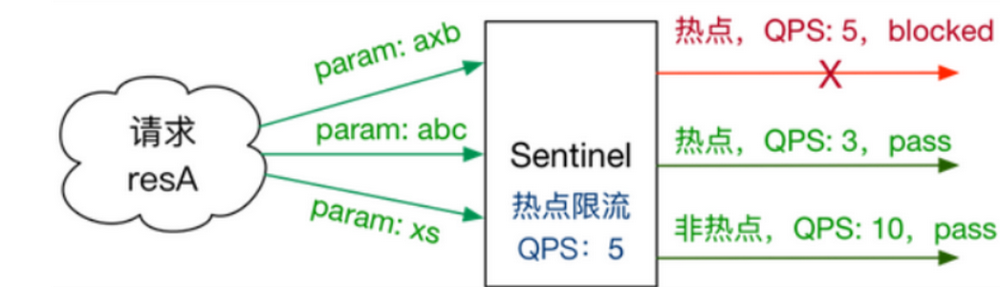 请求
resA
param: axb
param: abc
param: xs
Sentinel
热点限流
QPS：5
热点，QPS: 5，blocked
X
热点，QPS: 3，pass
非热点，QPS: 10，pass